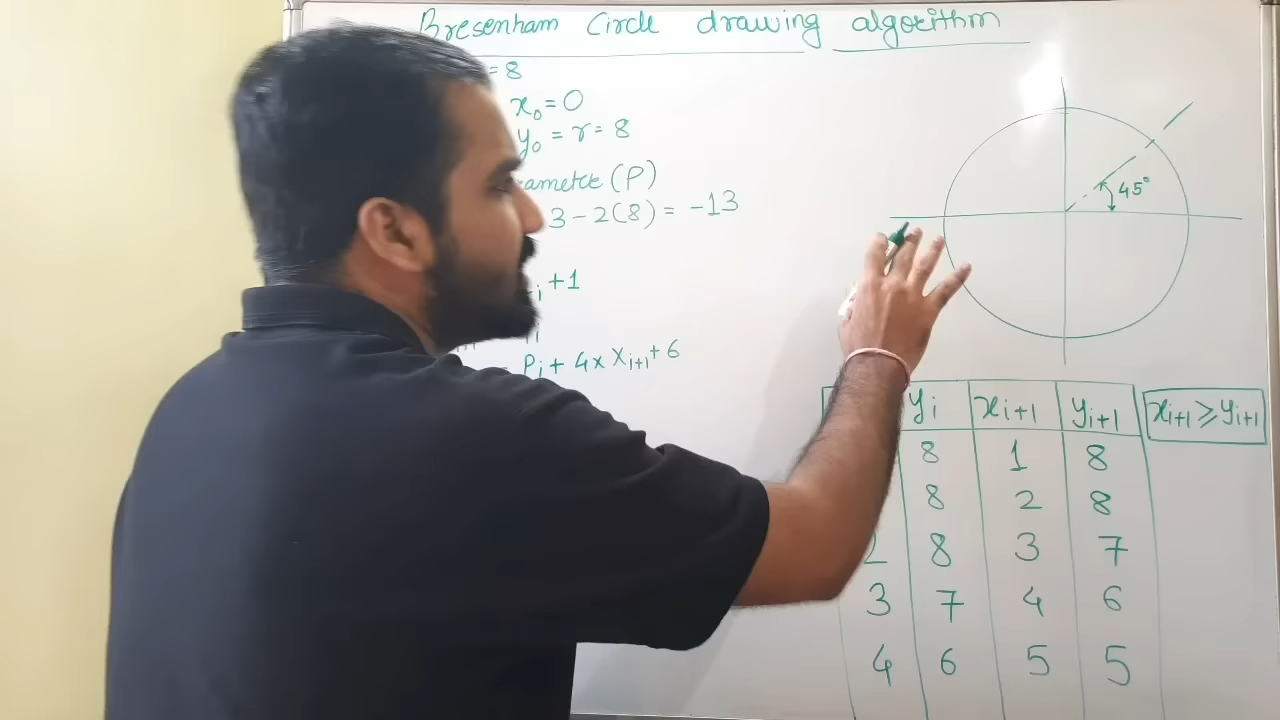 Bresenham Circle drawing algorithm
= 8
x₀ = 0
y₀ = r = 8
(P)
3 - 2(8) = -13
i +1
i
Pᵢ + 4 x Xᵢ₊₁ + 6
45°
yᵢ xᵢ₊₁ yᵢ₊₁ xᵢ₊₁ ⩾ yᵢ₊₁
8 1 8
8 2 8
2 8 3 7
3 7 4 6
4 6 5 5